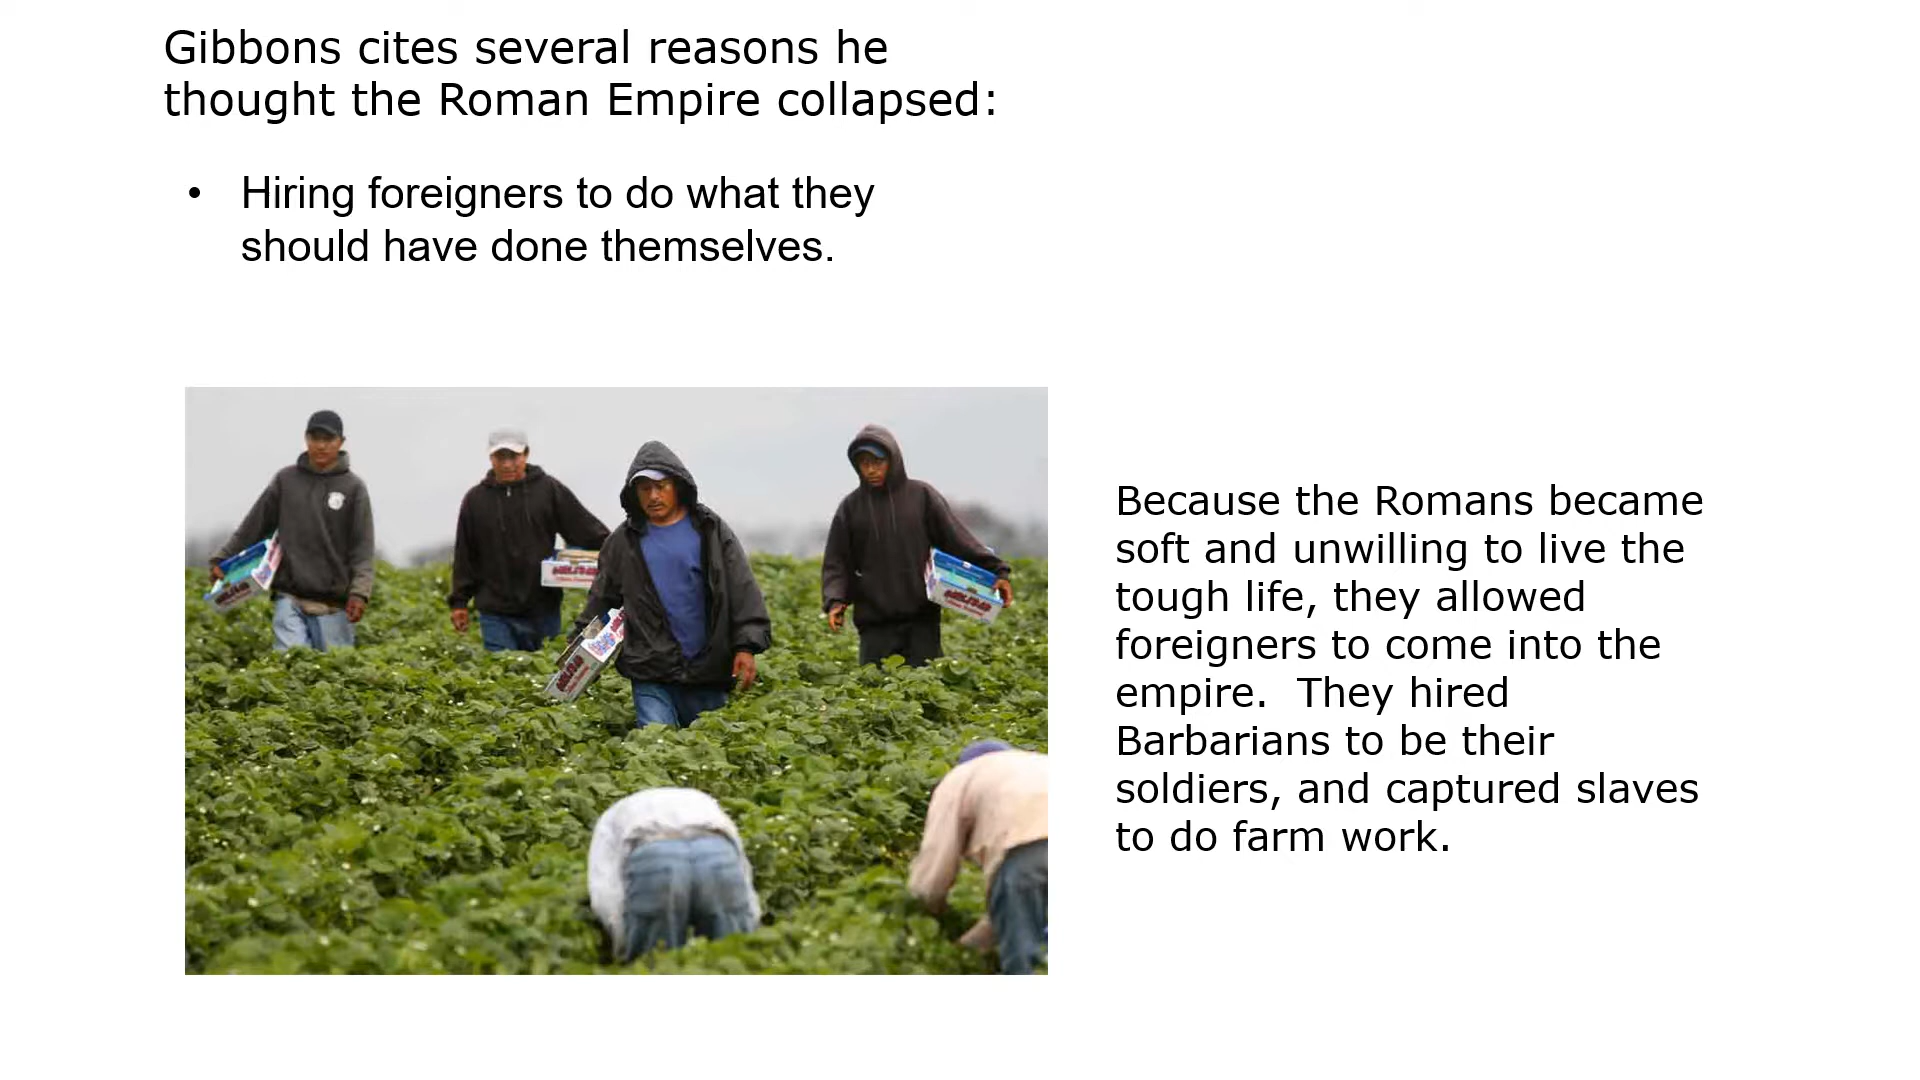 Gibbons cites several reasons he
thought the Roman Empire collapsed:
• Hiring foreigners to do what they
should have done themselves.
Because the Romans became
soft and unwilling to live the
tough life, they allowed
foreigners to come into the
empire.  They hired
Barbarians to be their
soldiers, and captured slaves
to do farm work.